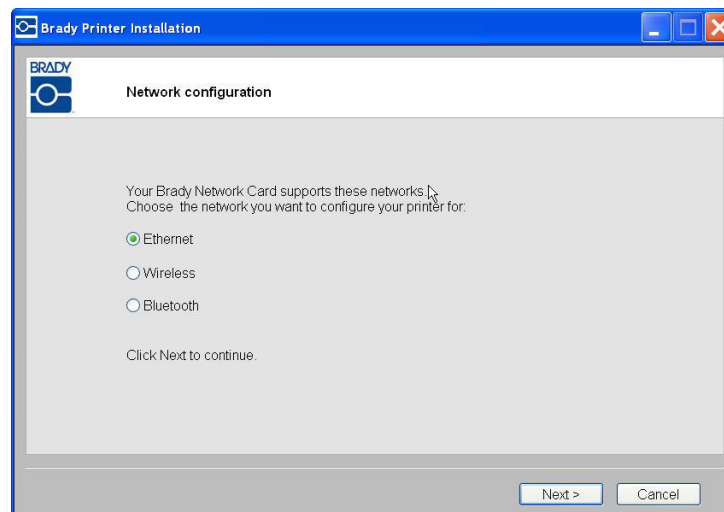 Brady Printer Installation
BRADY
Network configuration
Your Brady Network Card supports these networks.
Choose the network you want to configure your printer for:
Ethernet
Wireless
Bluetooth
Click Next to continue.
Next >
Cancel